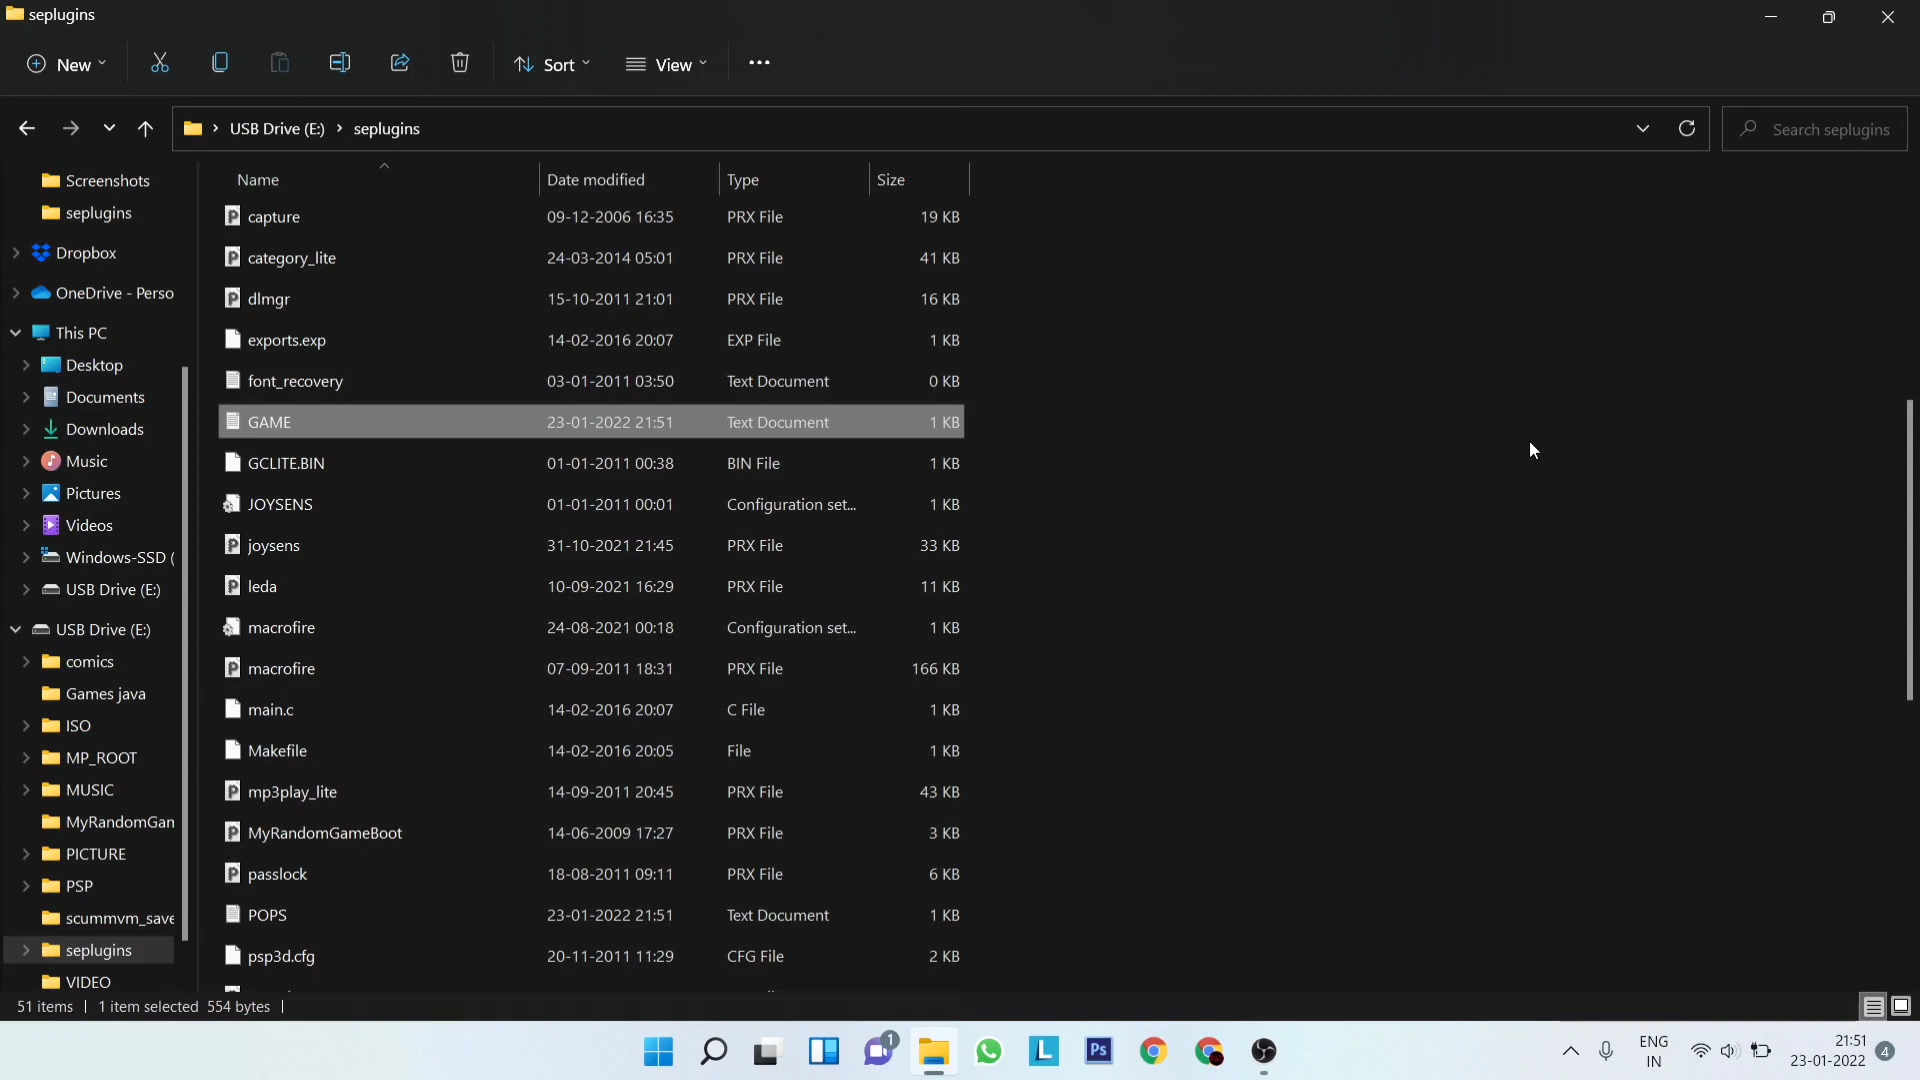 seplugins
New
Sort
View
USB Drive (E:) > seplugins
Search seplugins
Screenshots
seplugins
Dropbox
OneDrive - Perso
This PC
Desktop
Documents
Downloads
Music
Pictures
Videos
Windows-SSD (
USB Drive (E:)
USB Drive (E:)
comics
Games java
ISO
MP_ROOT
MUSIC
MyRandomGam
PICTURE
PSP
scummvm_save
seplugins
VIDEO
Name Date modified Type Size
capture 09-12-2006 16:35 PRX File 19 KB
category_lite 24-03-2014 05:01 PRX File 41 KB
dlmgr 15-10-2011 21:01 PRX File 16 KB
exports.exp 14-02-2016 20:07 EXP File 1 KB
font_recovery 03-01-2011 03:50 Text Document 0 KB
GAME 23-01-2022 21:51 Text Document 1 KB
GCLITE.BIN 01-01-2011 00:38 BIN File 1 KB
JOYSENS 01-01-2011 00:01 Configuration set... 1 KB
joysens 31-10-2021 21:45 PRX File 33 KB
leda 10-09-2021 16:29 PRX File 11 KB
macrofire 24-08-2021 00:18 Configuration set... 1 KB
macrofire 07-09-2011 18:31 PRX File 166 KB
main.c 14-02-2016 20:07 C File 1 KB
Makefile 14-02-2016 20:05 File 1 KB
mp3play_lite 14-09-2011 20:45 PRX File 43 KB
MyRandomGameBoot 14-06-2009 17:27 PRX File 3 KB
passlock 18-08-2011 09:11 PRX File 6 KB
POPS 23-01-2022 21:51 Text Document 1 KB
psp3d.cfg 20-11-2011 11:29 CFG File 2 KB
51 items | 1 item selected 554 bytes |
1
L
Ps
ENG
IN
21:51
23-01-2022
4